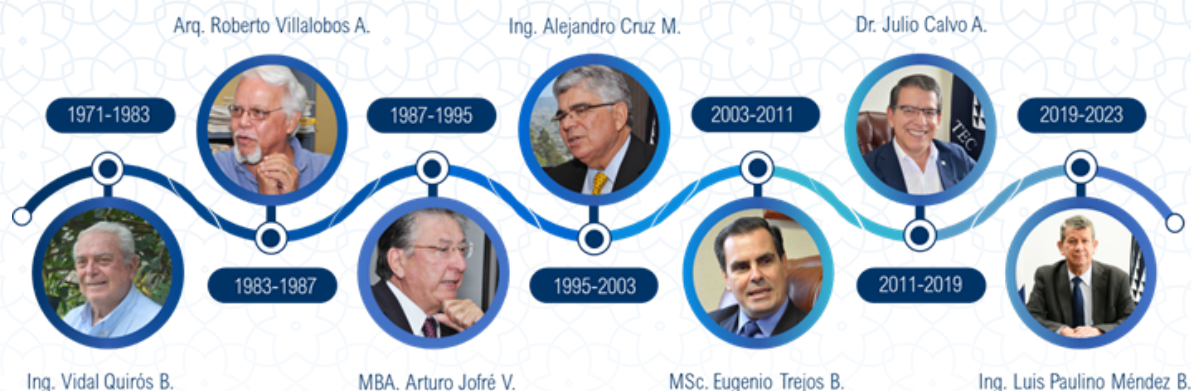 Arq. Roberto Villalobos A.
Ing. Alejandro Cruz M.
Dr. Julio Calvo A.
1971-1983
1987-1995
2003-2011
2019-2023
TEC
1983-1987
1995-2003
2011-2019
Ing. Vidal Quirós B.
MBA. Arturo Jofré V.
MSc. Eugenio Trejos B.
Ing. Luis Paulino Méndez B.